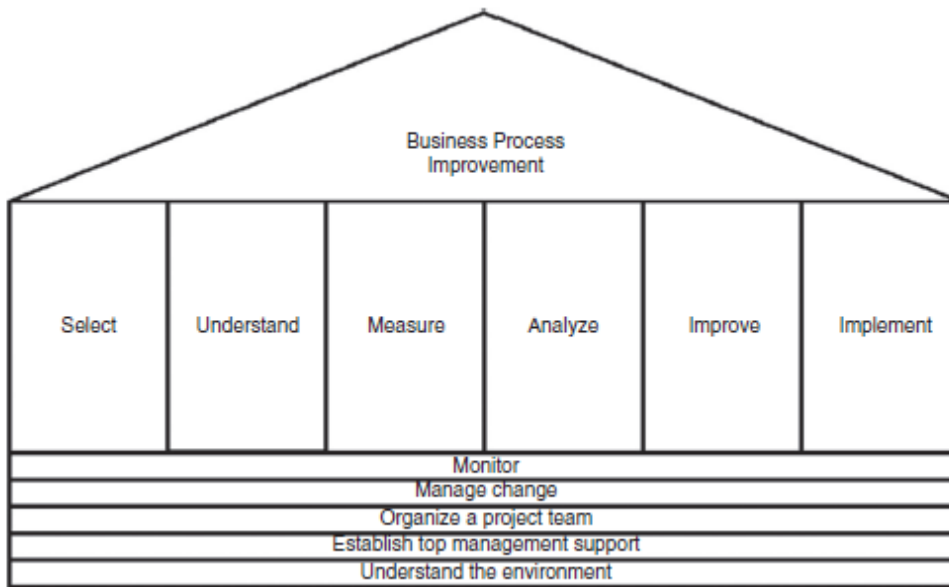 Business Process
Improvement
Select
Understand
Measure
Analyze
Improve
Implement
Monitor
Manage change
Organize a project team
Establish top management support
Understand the environment